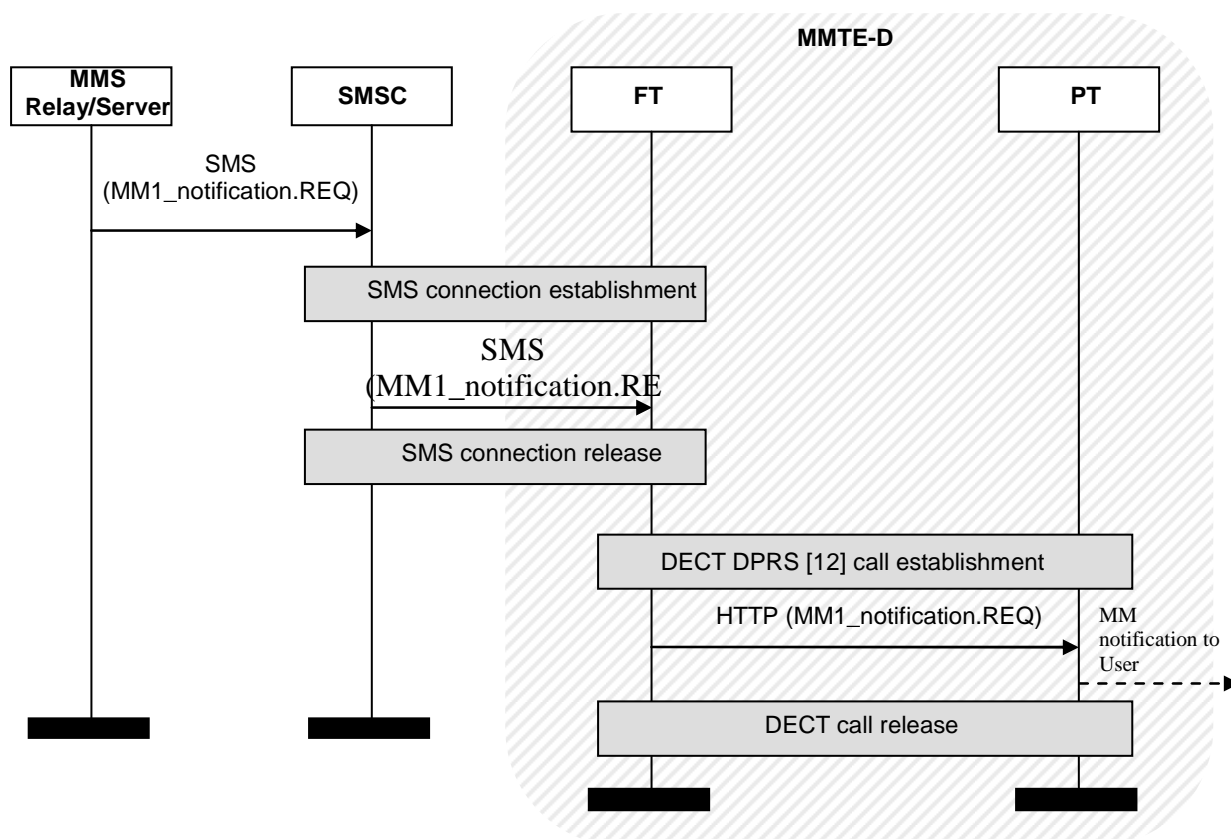 MMTE-D
MMS
Relay/Server
SMSC
FT
PT
SMS
(MM1_notification.REQ)
SMS connection establishment
SMS
(MM1_notification.RE
SMS connection release
DECT DPRS [12] call establishment
HTTP (MM1_notification.REQ)
MM
notification to
User
DECT call release